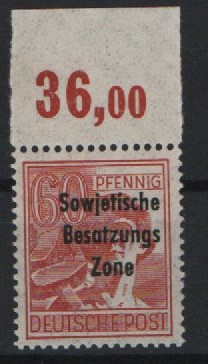 36,00
60 PFENNIG
Sowjetische
Besatzungs
Zone
DEUTSCHE POST